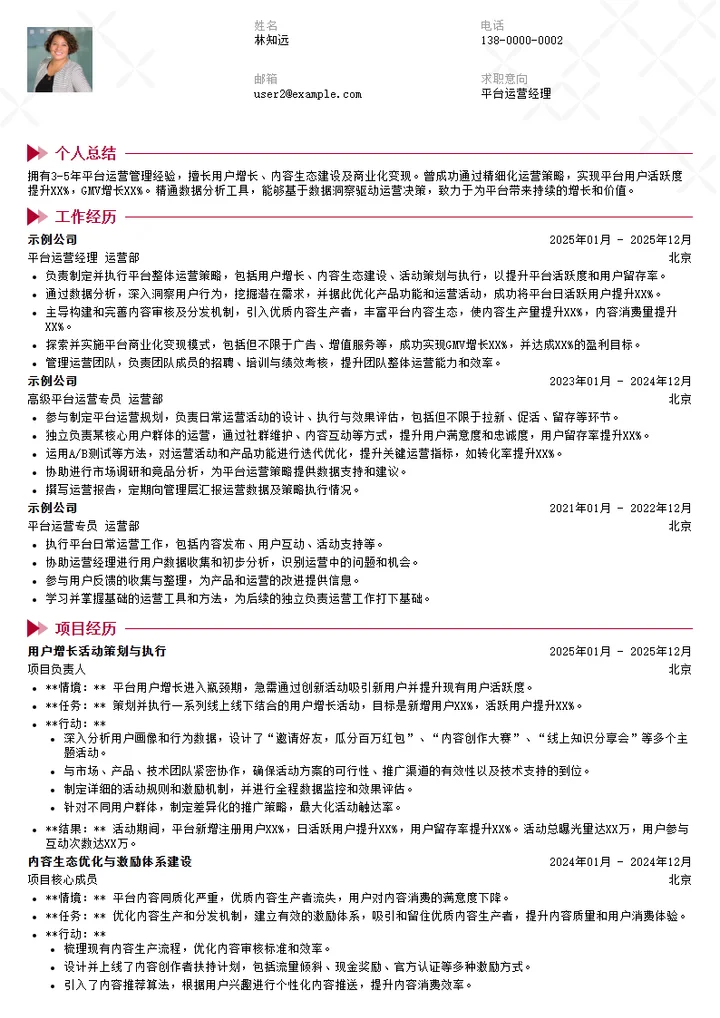 姓名
林知远
电话
138-0000-0002
邮箱
user2@example.com
求职意向
平台运营经理
个人总结
拥有3-5年平台运营管理经验，擅长用户增长、内容生态建设及商业化变现。曾成功通过精细化运营策略，实现平台用户活跃度
提升XX%，GMV增长XX%。精通数据分析工具，能够基于数据洞察驱动运营决策，致力于为平台带来持续的增长和价值。
工作经历
示例公司 2025年01月 - 2025年12月
平台运营经理 运营部 北京
• 负责制定并执行平台整体运营策略，包括用户增长、内容生态建设、活动策划与执行，以提升平台活跃度和用户留存率。
• 通过数据分析，深入洞察用户行为，挖掘潜在需求，并据此优化产品功能和运营活动，成功将平台日活跃用户提升XX%。
• 主导构建和完善内容审核及分发机制，引入优质内容生产者，丰富平台内容生态，使内容生产量提升XX%，内容消费量提升
XX%。
• 探索并实施平台商业化变现模式，包括但不限于广告、增值服务等，成功实现GMV增长XX%，并达成XX%的盈利目标。
• 管理运营团队，负责团队成员的招聘、培训与绩效考核，提升团队整体运营能力和效率。
示例公司 2023年01月 - 2024年12月
高级平台运营专员 运营部 北京
• 参与制定平台运营规划，负责日常运营活动的设计、执行与效果评估，包括但不限于拉新、促活、留存等环节。
• 独立负责某核心用户群体的运营，通过社群维护、内容互动等方式，提升用户满意度和忠诚度，用户留存率提升XX%。
• 运用A/B测试等方法，对运营活动和产品功能进行迭代优化，提升关键运营指标，如转化率提升XX%。
• 协助进行市场调研和竞品分析，为平台运营策略提供数据支持和建议。
• 撰写运营报告，定期向管理层汇报运营数据及策略执行情况。
示例公司 2021年01月 - 2022年12月
平台运营专员 运营部 北京
• 执行平台日常运营工作，包括内容发布、用户互动、活动支持等。
• 协助运营经理进行用户数据收集和初步分析，识别运营中的问题和机会。
• 参与用户反馈的收集与整理，为产品和运营的改进提供信息。
• 学习并掌握基础的运营工具和方法，为后续的独立负责运营工作打下基础。
项目经历
用户增长活动策划与执行 2025年01月 - 2025年12月
项目负责人 北京
• **情境：** 平台用户增长进入瓶颈期，急需通过创新活动吸引新用户并提升现有用户活跃度。
• **任务：** 策划并执行一系列线上线下结合的用户增长活动，目标是新增用户XX%，活跃用户提升XX%。
• **行动：**
• 深入分析用户画像和行为数据，设计了“邀请好友，瓜分百万红包”、“内容创作大赛”、“线上知识分享会”等多个主
题活动。
• 与市场、产品、技术团队紧密协作，确保活动方案的可行性、推广渠道的有效性以及技术支持的到位。
• 制定详细的活动规则和激励机制，并进行全程数据监控和效果评估。
• 针对不同用户群体，制定差异化的推广策略，最大化活动触达率。
• **结果：** 活动期间，平台新增注册用户XX%，日活跃用户提升XX%，用户留存率提升XX%。活动总曝光量达XX万，用户参与
互动次数达XX万。
内容生态优化与激励体系建设 2024年01月 - 2024年12月
项目核心成员 北京
• **情境：** 平台内容同质化严重，优质内容生产者流失，用户对内容消费的满意度下降。
• **任务：** 优化内容生产和分发机制，建立有效的激励体系，吸引和留住优质内容生产者，提升内容质量和用户消费体验。
• **行动：**
• 梳理现有内容生产流程，优化内容审核标准和效率。
• 设计并上线了内容创作者扶持计划，包括流量倾斜、现金奖励、官方认证等多种激励方式。
• 引入了内容推荐算法，根据用户兴趣进行个性化内容推送，提升内容消费效率。